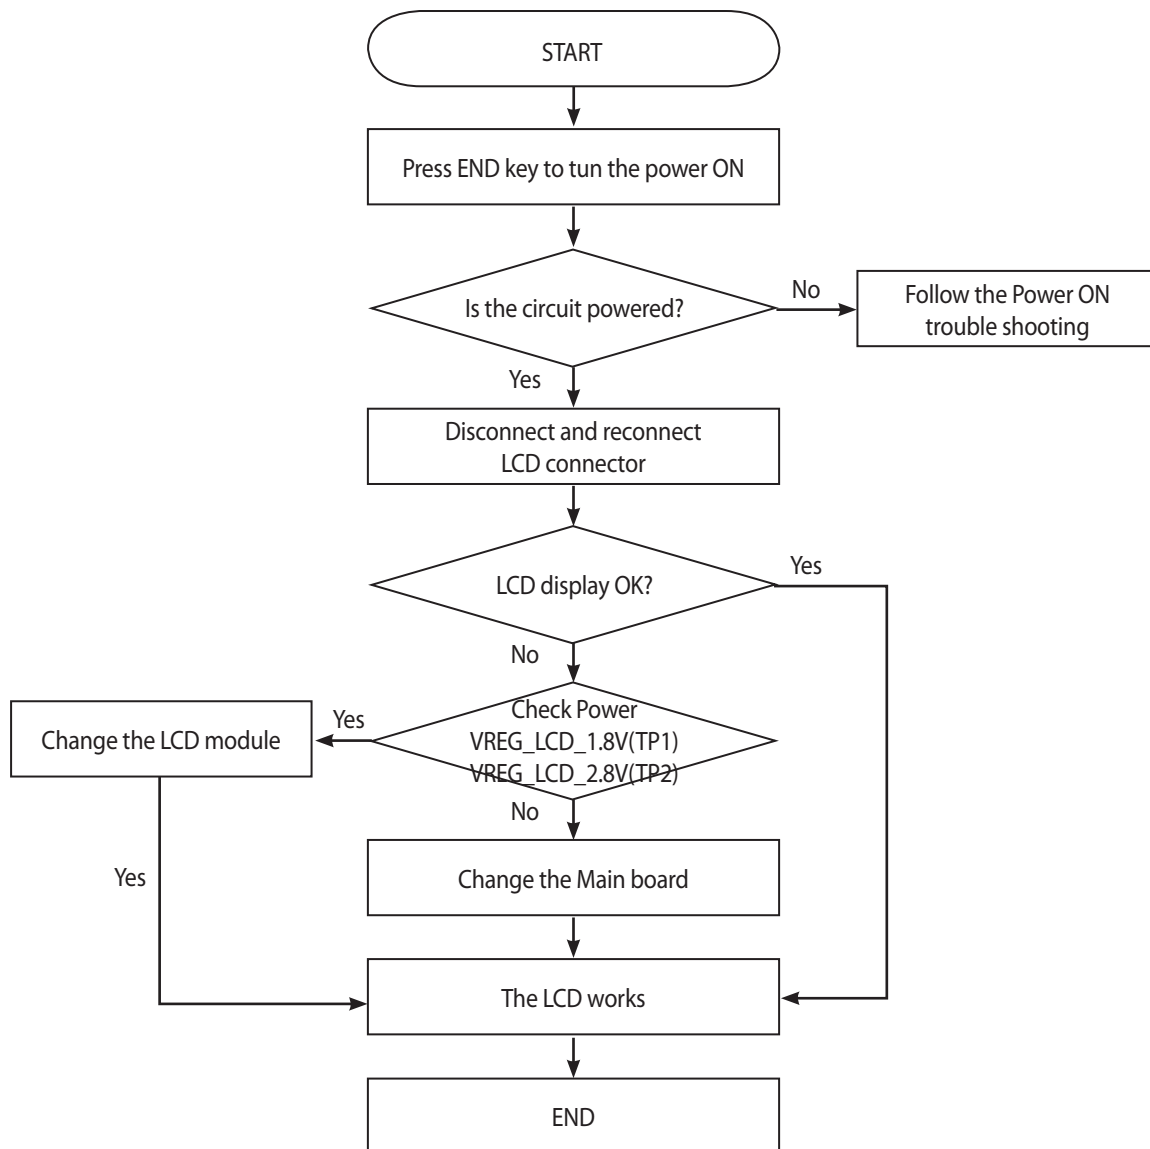 START
Press END key to tun the power ON
Is the circuit powered?
No
Follow the Power ON
trouble shooting
Yes
Disconnect and reconnect
LCD connector
LCD display OK?
Yes
No
Check Power
VREG_LCD_1.8V(TP1)
VREG_LCD_2.8V(TP2)
Yes
Change the LCD module
No
Yes
Change the Main board
The LCD works
END